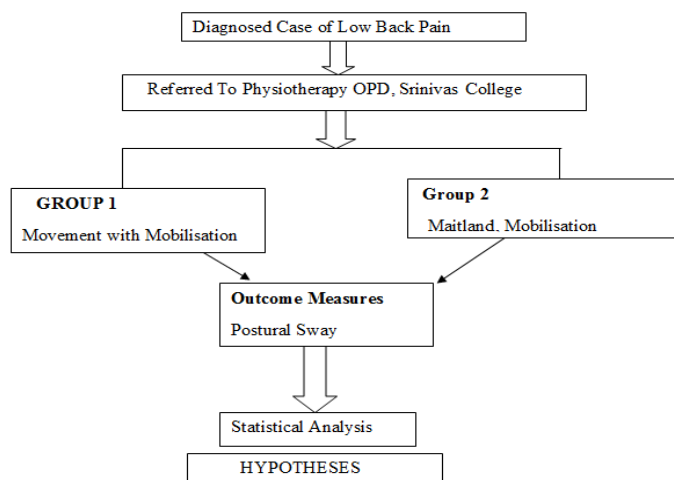 Diagnosed Case of Low Back Pain
Referred To Physiotherapy OPD, Srinivas College
GROUP 1
Movement with Mobilisation
Group 2
Maitland. Mobilisation
Outcome Measures
Postural Sway
Statistical Analysis
HYPOTHESES